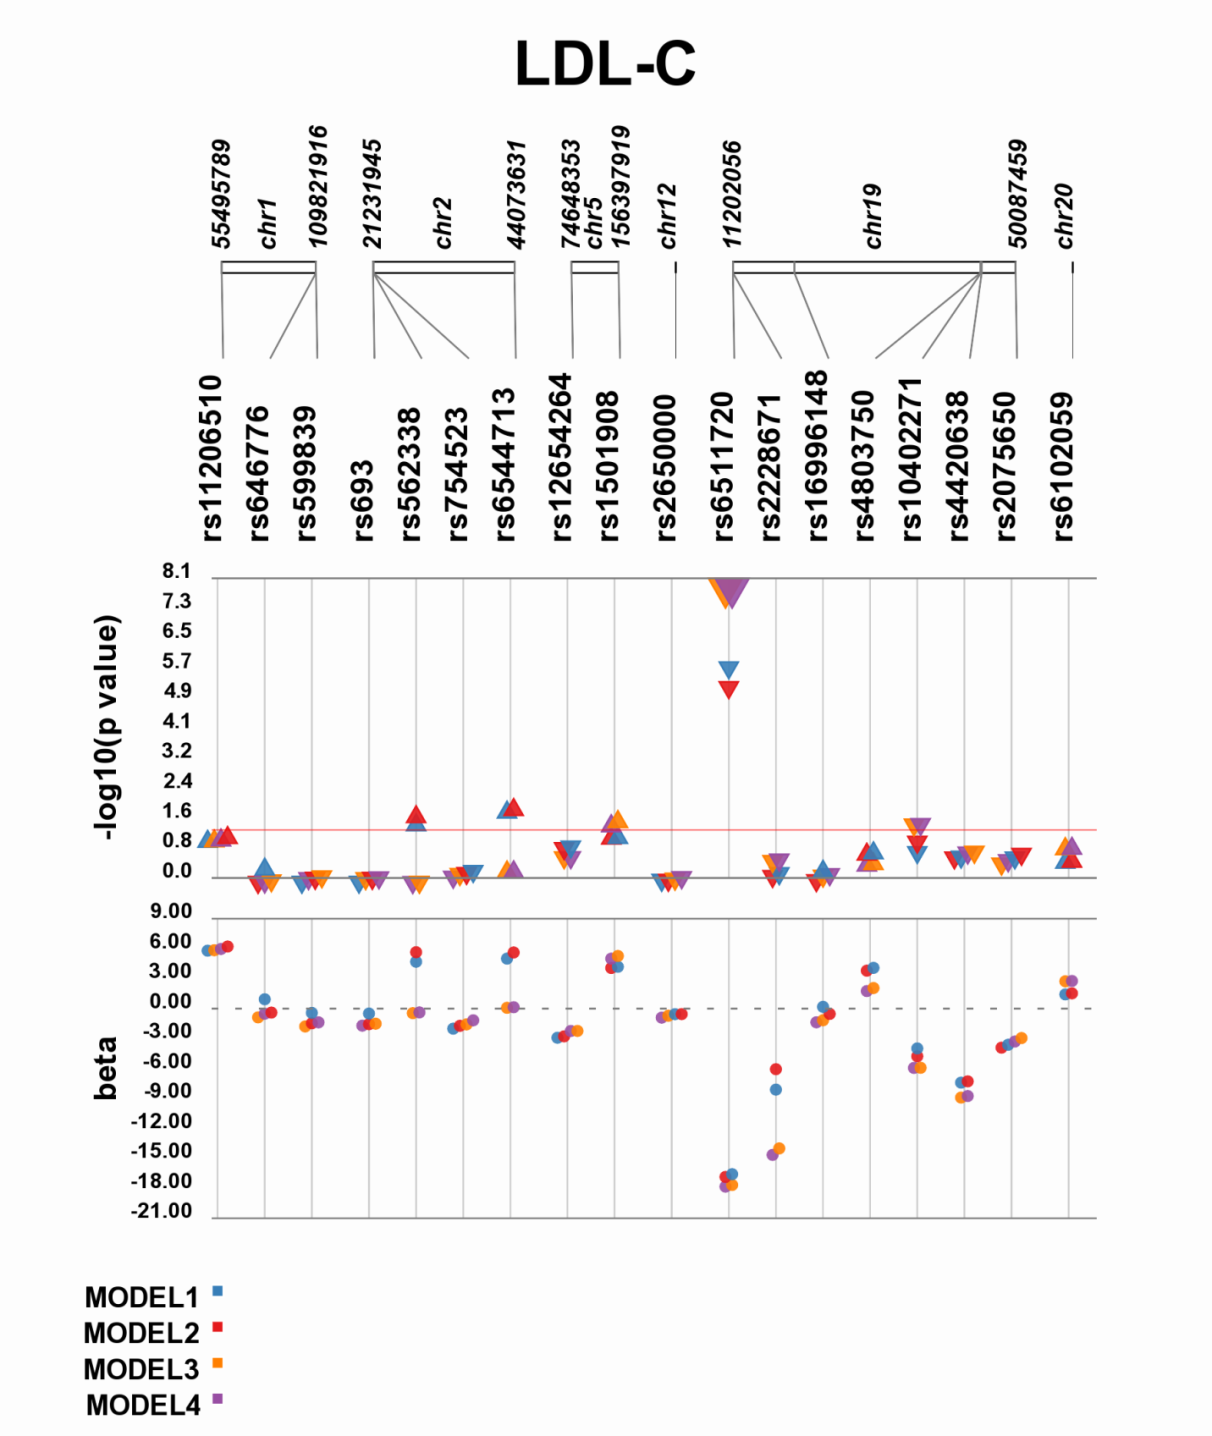 LDL-C
55495789
chr1
109821916
21231945
chr2
44073631
74648353
chr5
156397919
chr12
11202056
chr19
50087459
chr20
rs11206510
rs646776
rs599839
rs693
rs562338
rs754523
rs6544713
rs12654264
rs1501908
rs2650000
rs6511720
rs2228671
rs16996148
rs4803750
rs10402271
rs4420638
rs2075650
rs6102059
-log10(p value)
8.1
7.3
6.5
5.7
4.9
4.1
3.2
2.4
1.6
0.8
0.0
beta
9.00
6.00
3.00
0.00
-3.00
-6.00
-9.00
-12.00
-15.00
-18.00
-21.00
MODEL1
MODEL2
MODEL3
MODEL4